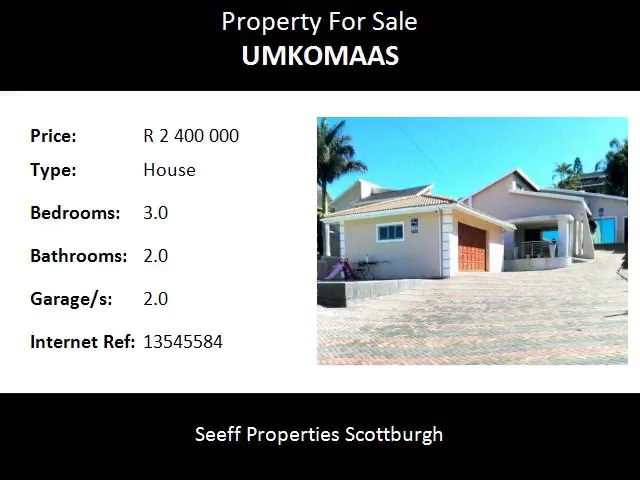 Property For Sale
UMKOMAAS
Price: R 2 400 000
Type: House
Bedrooms: 3.0
Bathrooms: 2.0
Garage/s: 2.0
Internet Ref: 13545584
Seeff Properties Scottburgh